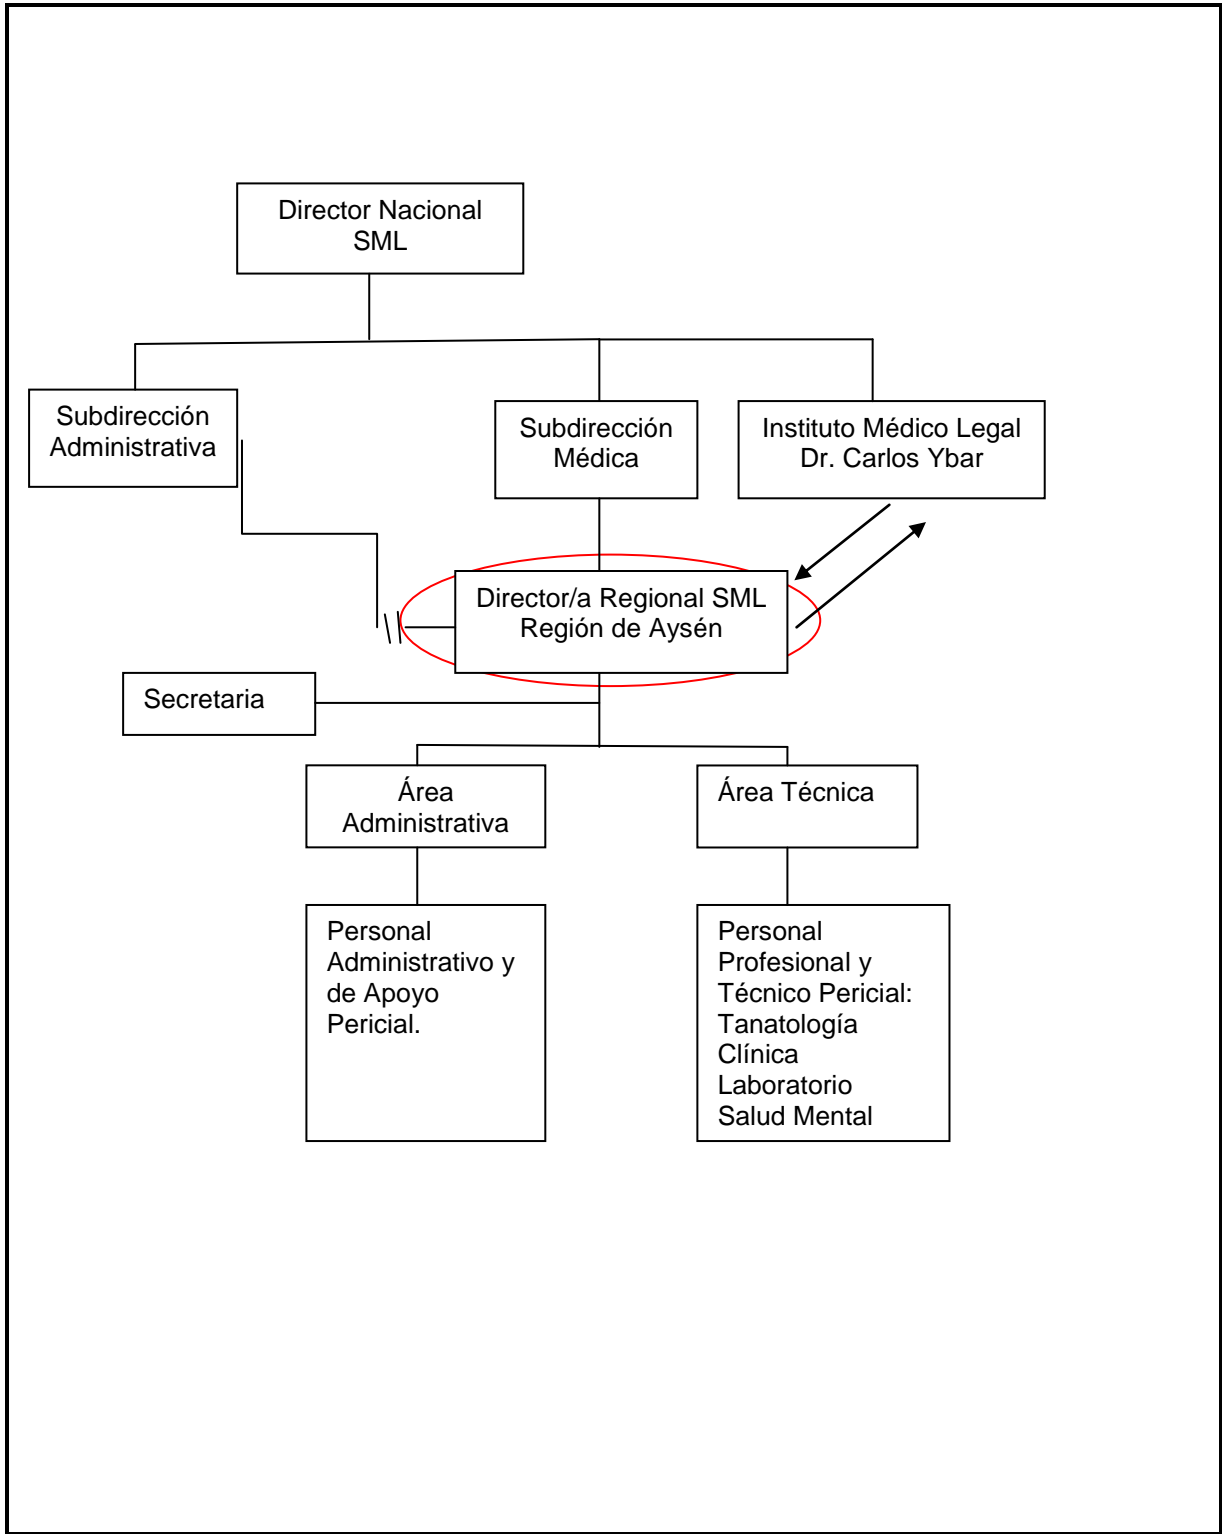 Director Nacional
SML
Subdirección
Administrativa
Subdirección
Médica
Instituto Médico Legal
Dr. Carlos Ybar
Director/a Regional SML
Región de Aysén
Secretaria
Área
Administrativa
Área Técnica
Personal
Administrativo y
de Apoyo
Pericial.
Personal
Profesional y
Técnico Pericial:
Tanatología
Clínica
Laboratorio
Salud Mental